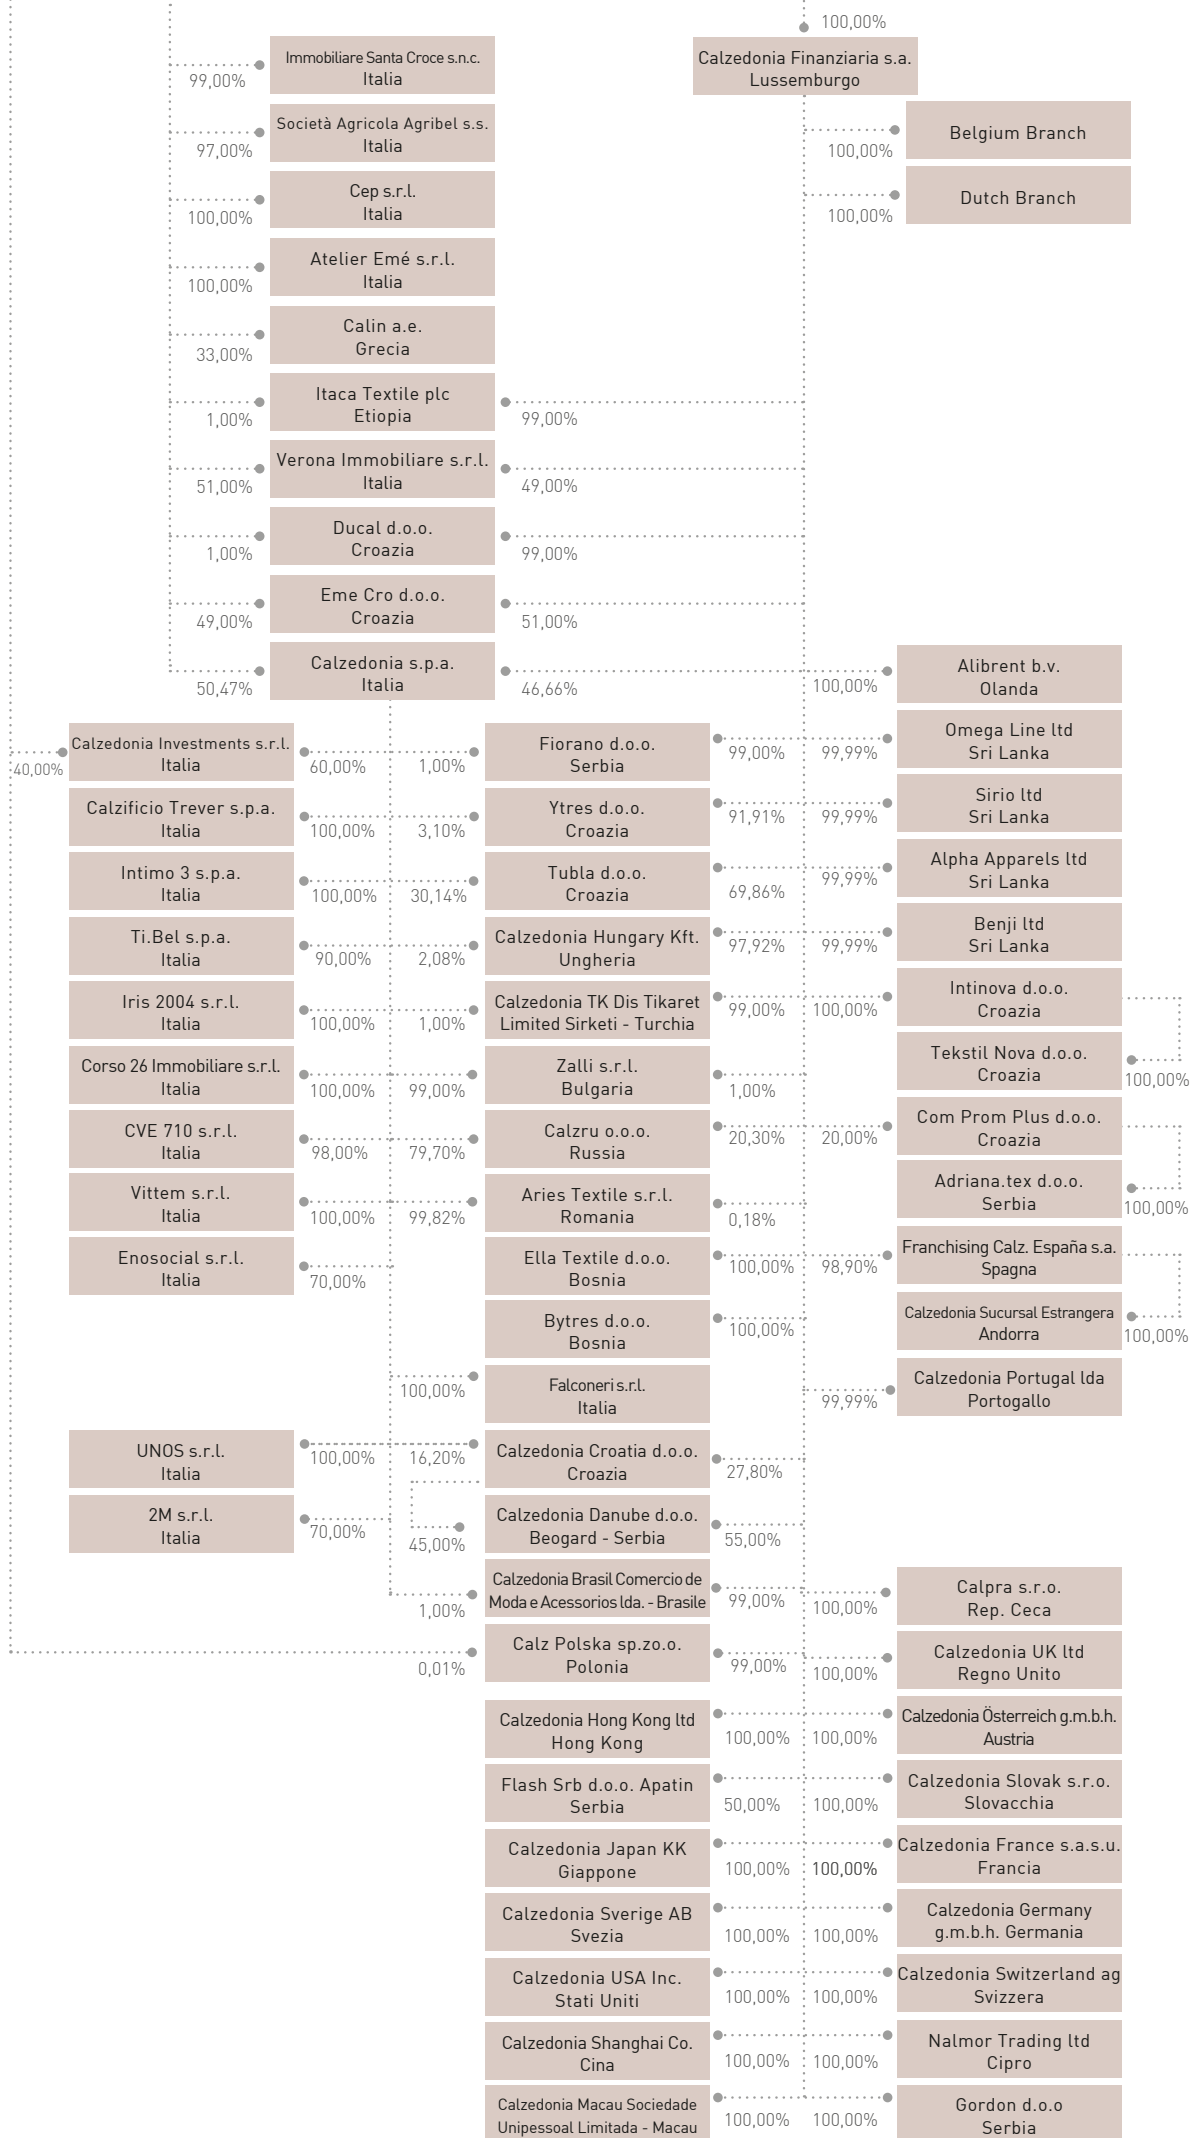 100,00%
Immobiliare Santa Croce s.n.c.
Italia
99,00%
Calzedonia Finanziaria s.a.
Lussemburgo
Società Agricola Agribel s.s.
Italia
97,00%
Belgium Branch
100,00%
Cep s.r.l.
Italia
100,00%
Dutch Branch
100,00%
Atelier Emé s.r.l.
Italia
100,00%
Calin a.e.
Grecia
33,00%
Itaca Textile plc
Etiopia
1,00%
99,00%
Verona Immobiliare s.r.l.
Italia
51,00%
49,00%
Ducal d.o.o.
Croazia
1,00%
99,00%
Eme Cro d.o.o.
Croazia
49,00%
51,00%
Calzedonia s.p.a.
Italia
50,47%
46,66%
100,00%
Alibrent b.v.
Olanda
40,00%
Calzedonia Investments s.r.l.
Italia
60,00%
1,00%
Fiorano d.o.o.
Serbia
99,00%
99,99%
Omega Line ltd
Sri Lanka
Calzificio Trever s.p.a.
Italia
100,00%
3,10%
Ytres d.o.o.
Croazia
91,91%
99,99%
Sirio ltd
Sri Lanka
Intimo 3 s.p.a.
Italia
100,00%
30,14%
Tubla d.o.o.
Croazia
69,86%
99,99%
Alpha Apparels ltd
Sri Lanka
Ti.Bel s.p.a.
Italia
90,00%
2,08%
Calzedonia Hungary Kft.
Ungheria
97,92%
99,99%
Benji ltd
Sri Lanka
Iris 2004 s.r.l.
Italia
100,00%
1,00%
Calzedonia TK Dis Tikaret
Limited Sirketi - Turchia
99,00%
100,00%
Intinova d.o.o.
Croazia
Corso 26 Immobiliare s.r.l.
Italia
100,00%
99,00%
Zalli s.r.l.
Bulgaria
1,00%
Tekstil Nova d.o.o.
Croazia
100,00%
CVE 710 s.r.l.
Italia
98,00%
79,70%
Calzru o.o.o.
Russia
20,30%
20,00%
Com Prom Plus d.o.o.
Croazia
Vittem s.r.l.
Italia
100,00%
99,82%
Aries Textile s.r.l.
Romania
0,18%
Adriana.tex d.o.o.
Serbia
100,00%
Enosocial s.r.l.
Italia
70,00%
Ella Textile d.o.o.
Bosnia
100,00%
98,90%
Franchising Calz. España s.a.
Spagna
Bytres d.o.o.
Bosnia
100,00%
Calzedonia Sucursal Estrangera
Andorra
100,00%
100,00%
Falconeri s.r.l.
Italia
99,99%
Calzedonia Portugal lda
Portogallo
UNOS s.r.l.
Italia
100,00%
16,20%
Calzedonia Croatia d.o.o.
Croazia
27,80%
2M s.r.l.
Italia
70,00%
45,00%
Calzedonia Danube d.o.o.
Beogard - Serbia
55,00%
1,00%
Calzedonia Brasil Comercio de
Moda e Acessorios lda. - Brasile
99,00%
100,00%
Calpra s.r.o.
Rep. Ceca
0,01%
Calz Polska sp.zo.o.
Polonia
99,00%
100,00%
Calzedonia UK ltd
Regno Unito
Calzedonia Hong Kong ltd
Hong Kong
100,00%
100,00%
Calzedonia Österreich g.m.b.h.
Austria
Flash Srb d.o.o. Apatin
Serbia
50,00%
100,00%
Calzedonia Slovak s.r.o.
Slovacchia
Calzedonia Japan KK
Giappone
100,00%
100,00%
Calzedonia France s.a.s.u.
Francia
Calzedonia Sverige AB
Svezia
100,00%
100,00%
Calzedonia Germany
g.m.b.h. Germania
Calzedonia USA Inc.
Stati Uniti
100,00%
100,00%
Calzedonia Switzerland ag
Svizzera
Calzedonia Shanghai Co.
Cina
100,00%
100,00%
Nalmor Trading ltd
Cipro
Calzedonia Macau Sociedade
Unipessoal Limitada - Macau
100,00%
100,00%
Gordon d.o.o
Serbia